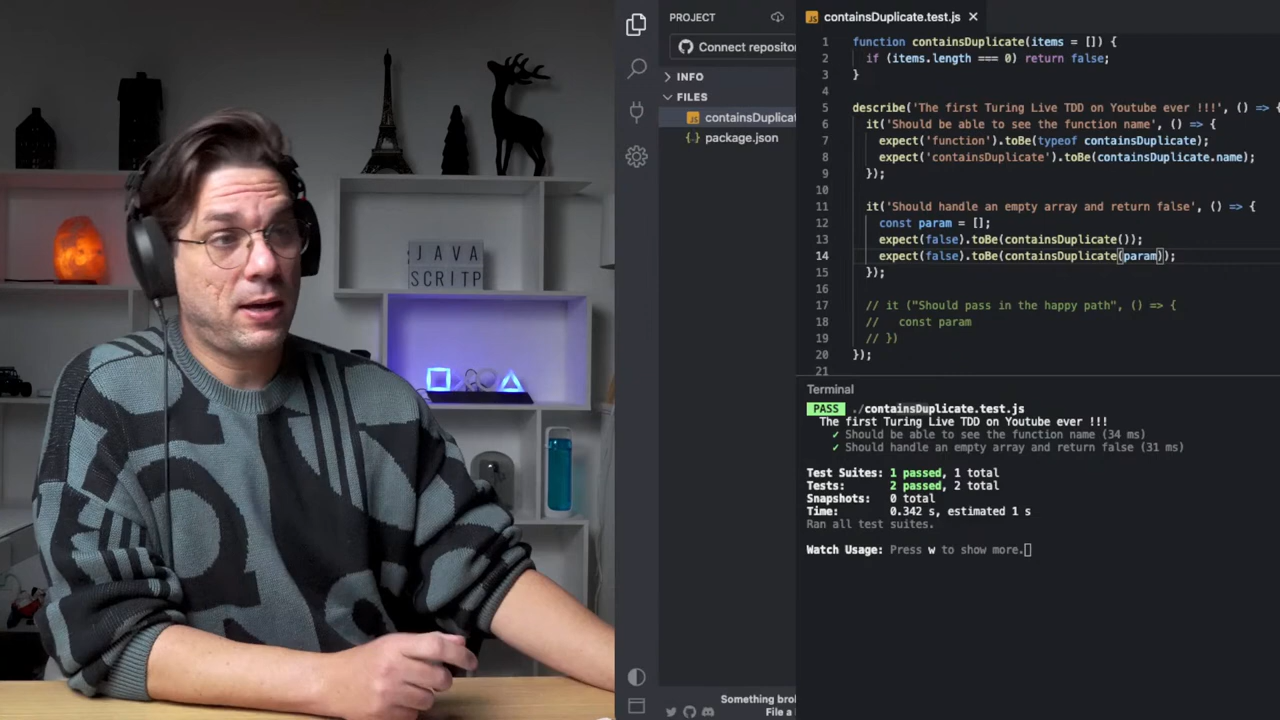 JAVA
SCRITP
PROJECT
Connect reposito
INFO
FILES
containsDuplicat
package.json
Something bro
File a
containsDuplicate.test.js
1 function containsDuplicate(items = []) {
2 if (items.length === 0) return false;
3 }
4
5 describe('The first Turing Live TDD on Youtube ever !!!', () => {
6 it('Should be able to see the function name', () => {
7 expect('function').toBe(typeof containsDuplicate);
8 expect('containsDuplicate').toBe(containsDuplicate.name);
9 });
10
11 it('Should handle an empty array and return false', () => {
12 const param = [];
13 expect(false).toBe(containsDuplicate());
14 expect(false).toBe(containsDuplicate(param));
15 });
16
17 // it ("Should pass in the happy path", () => {
18 // const param
19 // })
20 });
21
Terminal
PASS ./containsDuplicate.test.js
The first Turing Live TDD on Youtube ever !!!
✓ Should be able to see the function name (34 ms)
✓ Should handle an empty array and return false (31 ms)
Test Suites: 1 passed, 1 total
Tests: 2 passed, 2 total
Snapshots: 0 total
Time: 0.342 s, estimated 1 s
Ran all test suites.
Watch Usage: Press w to show more.